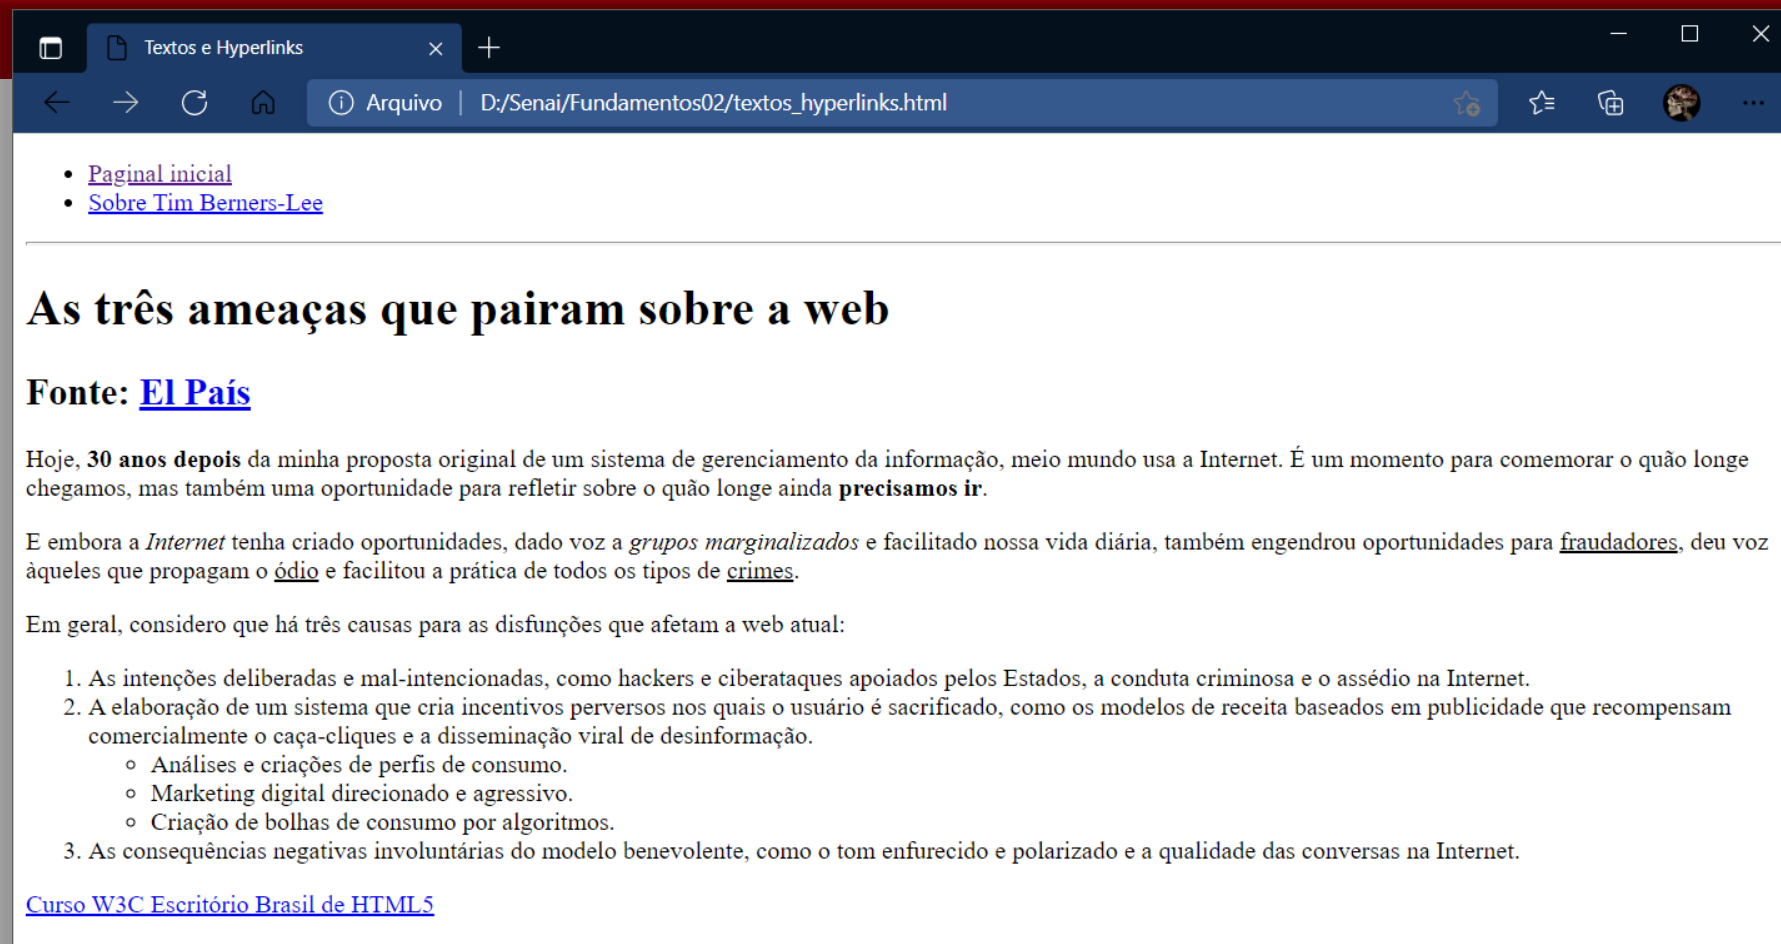 Textos e Hyperlinks
Arquivo | D:/Senai/Fundamentos02/textos_hyperlinks.html
Paginal inicial
Sobre Tim Berners-Lee
As três ameaças que pairam sobre a web
Fonte: El País
Hoje, 30 anos depois da minha proposta original de um sistema de gerenciamento da informação, meio mundo usa a Internet. É um momento para comemorar o quão longe
chegamos, mas também uma oportunidade para refletir sobre o quão longe ainda precisamos ir.
E embora a Internet tenha criado oportunidades, dado voz a grupos marginalizados e facilitado nossa vida diária, também engendrou oportunidades para fraudadores, deu voz
àqueles que propagam o ódio e facilitou a prática de todos os tipos de crimes.
Em geral, considero que há três causas para as disfunções que afetam a web atual:
1. As intenções deliberadas e mal-intencionadas, como hackers e ciberataques apoiados pelos Estados, a conduta criminosa e o assédio na Internet.
2. A elaboração de um sistema que cria incentivos perversos nos quais o usuário é sacrificado, como os modelos de receita baseados em publicidade que recompensam
comercialmente o caça-cliques e a disseminação viral de desinformação.
Análises e criações de perfis de consumo.
Marketing digital direcionado e agressivo.
Criação de bolhas de consumo por algoritmos.
3. As consequências negativas involuntárias do modelo benevolente, como o tom enfurecido e polarizado e a qualidade das conversas na Internet.
Curso W3C Escritório Brasil de HTML5